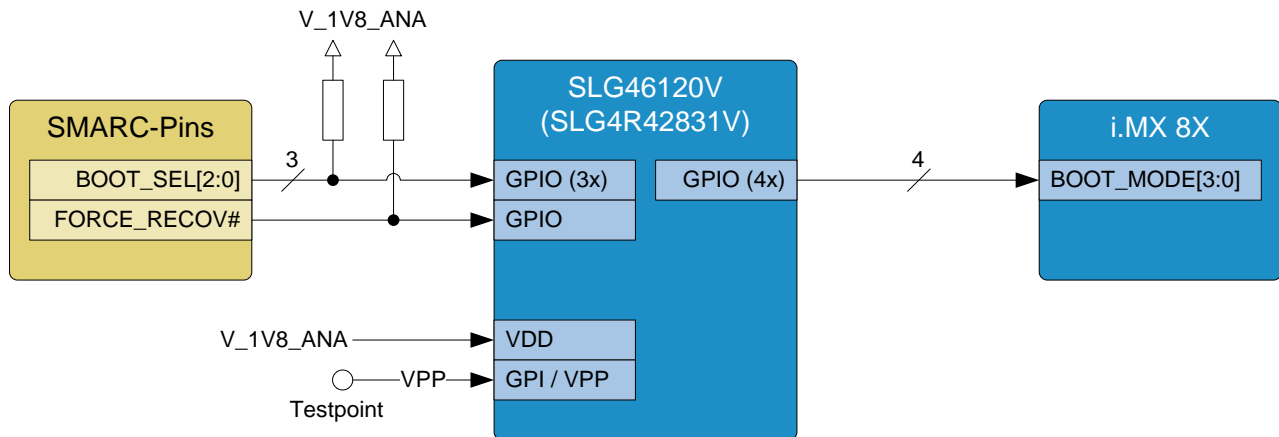 V_1V8_ANA
SMARC-Pins
BOOT_SEL[2:0]
FORCE_RECOV#
3
SLG46120V
(SLG4R42831V)
GPIO (3x)
GPIO (4x)
GPIO
4
i.MX 8X
BOOT_MODE[3:0]
V_1V8_ANA
VDD
VPP
GPI / VPP
Testpoint